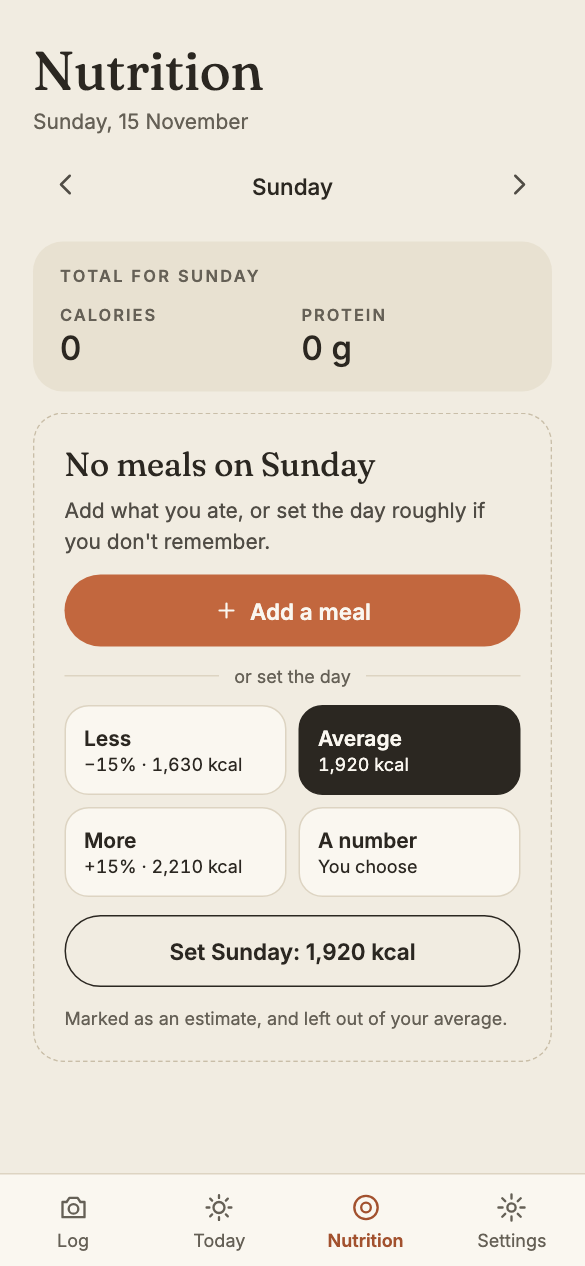 Nutrition
Sunday, 15 November
Sunday
TOTAL FOR SUNDAY
CALORIES
PROTEIN
0
0 g
No meals on Sunday
Add what you ate, or set the day roughly if
you don't remember.
+ Add a meal
or set the day
Less
−15% · 1,630 kcal
Average
1,920 kcal
More
+15% · 2,210 kcal
A number
You choose
Set Sunday: 1,920 kcal
Marked as an estimate, and left out of your average.
Log
Today
Nutrition
Settings